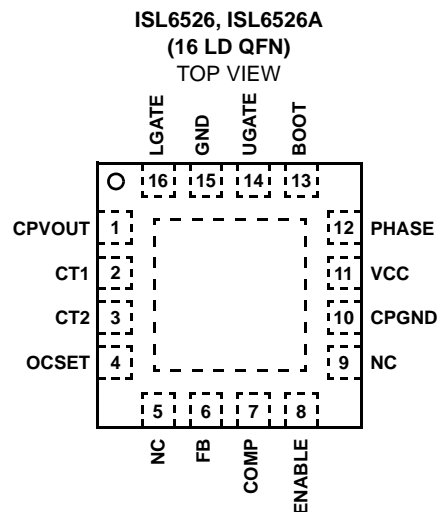 ISL6526, ISL6526A
(16 LD QFN)
TOP VIEW
LGATE
GND
UGATE
BOOT
16 15 14 13
CPVOUT 1
12 PHASE
CT1 2
11 VCC
CT2 3
10 CPGND
OCSET 4
9 NC
5 6 7 8
NC
FB
COMP
ENABLE